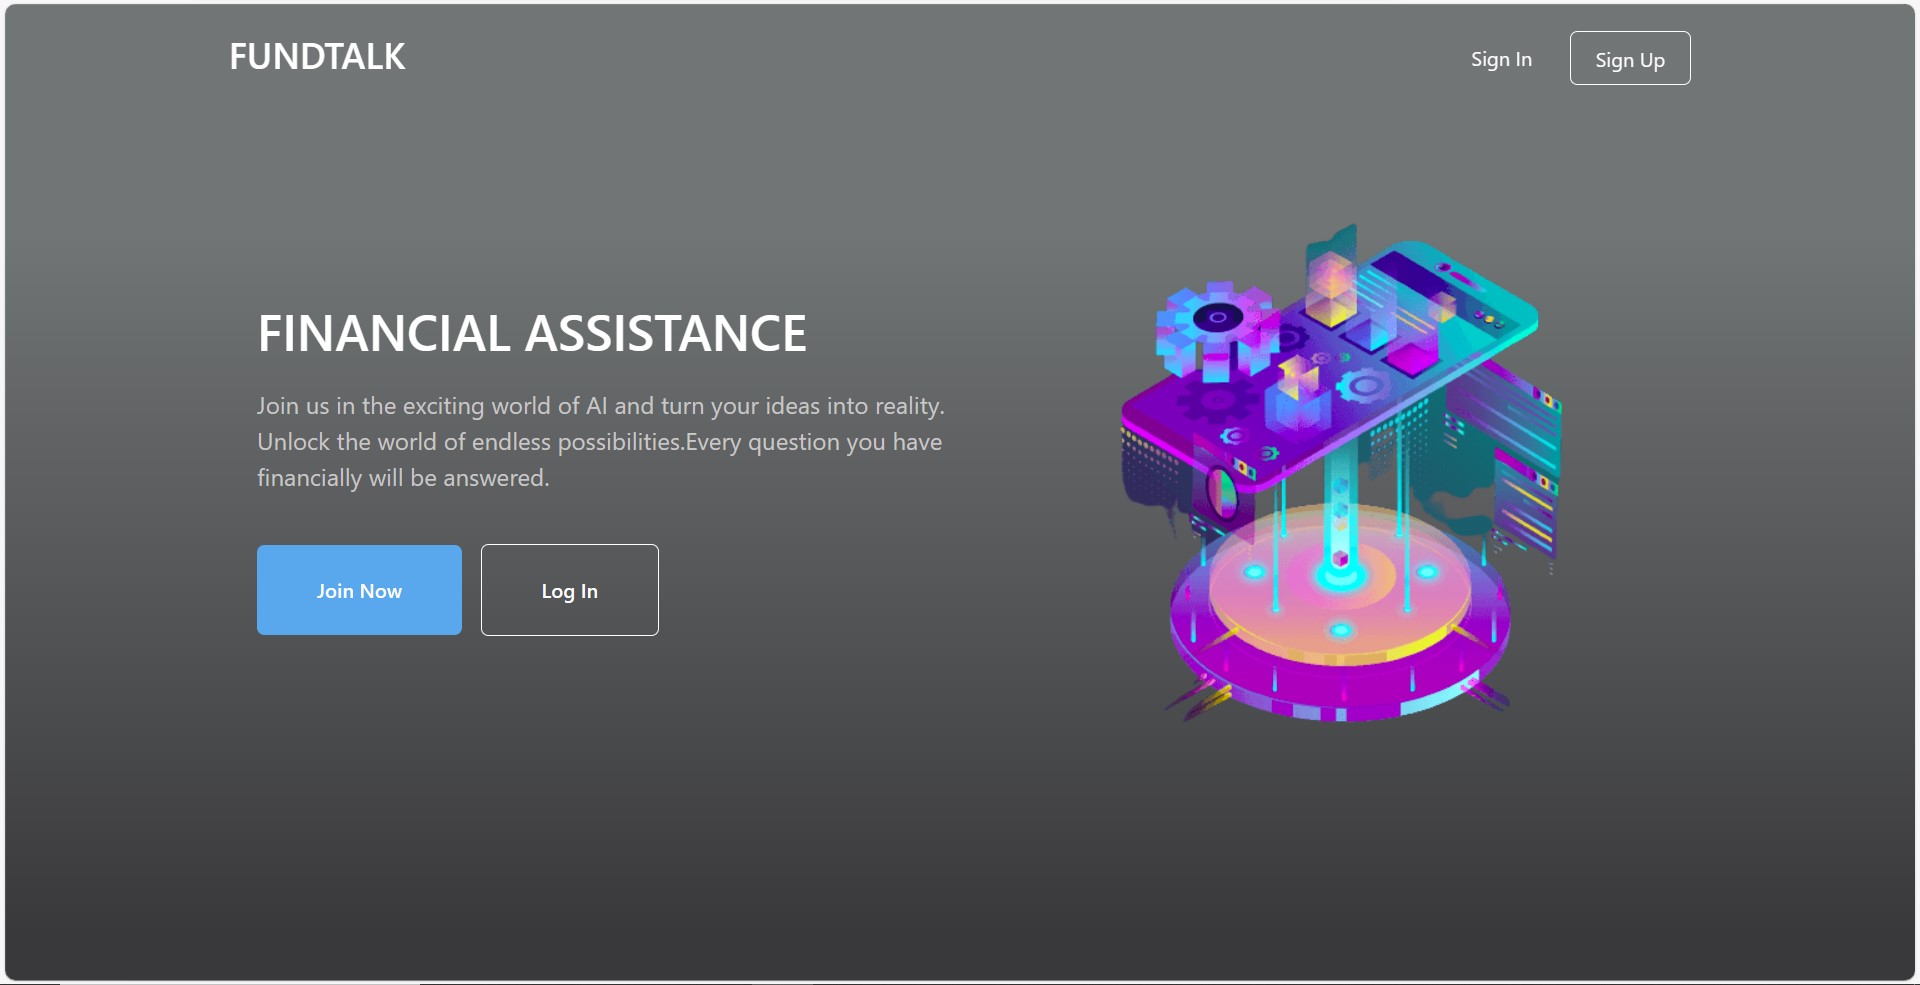 FUNDTALK
Sign In
Sign Up
FINANCIAL ASSISTANCE
Join us in the exciting world of AI and turn your ideas into reality.
Unlock the world of endless possibilities.Every question you have
financially will be answered.
Join Now
Log In